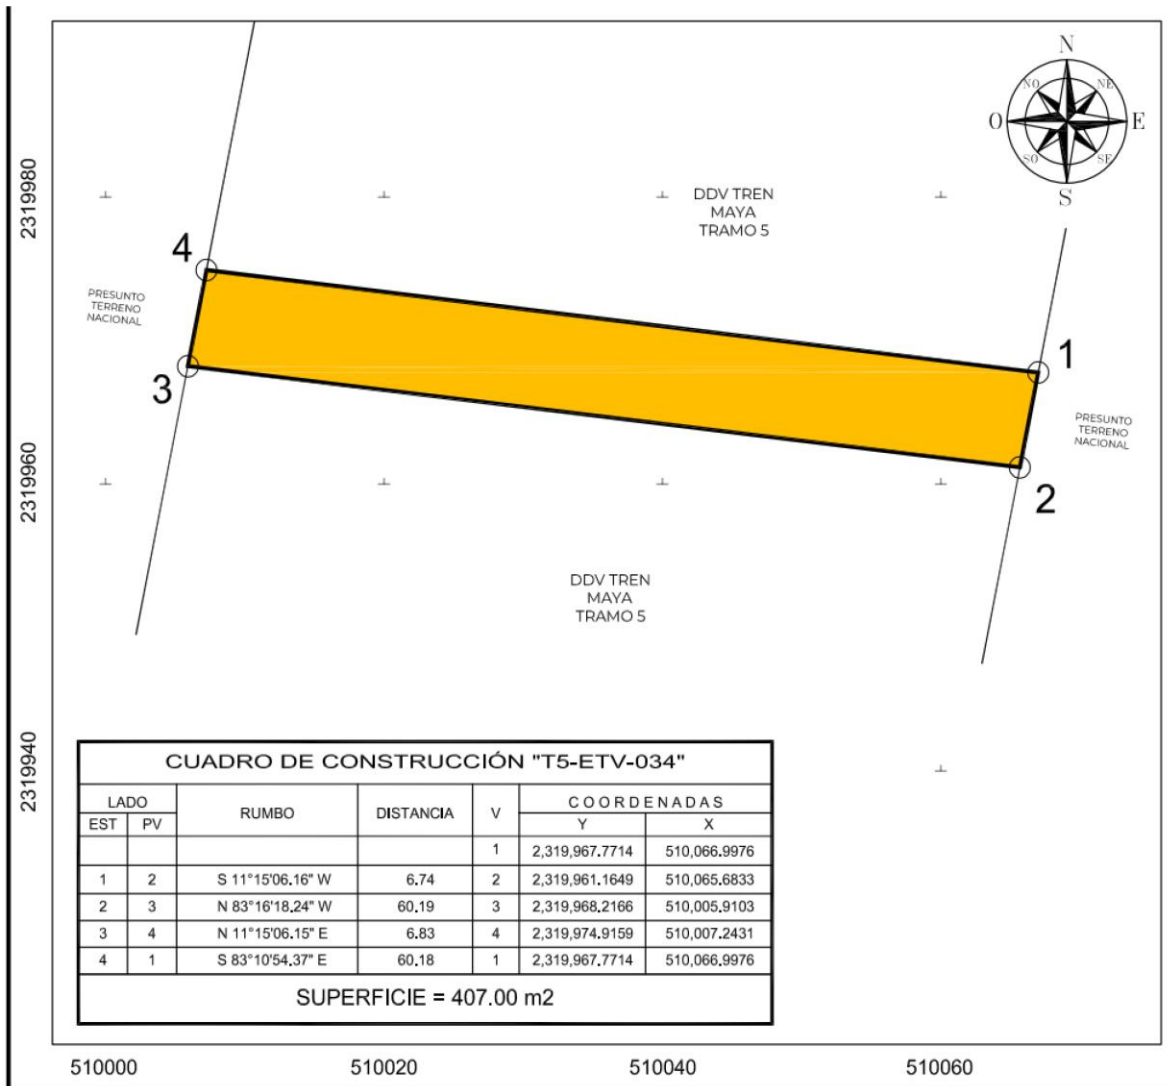 N
NO
NE
O
E
SO
SE
S
2319980
DDV TREN
MAYA
TRAMO 5
4
PRESUNTO
TERRENO
NACIONAL
1
3
PRESUNTO
TERRENO
NACIONAL
2319960
2
DDV TREN
MAYA
TRAMO 5
2319940
CUADRO DE CONSTRUCCIÓN "T5-ETV-034"
LADO RUMBO DISTANCIA V COORDENADAS
EST PV Y X
1 2,319,967.7714 510,066.9976
1 2 S 11°15'06.16" W 6.74 2 2,319,961.1649 510,065.6833
2 3 N 83°16'18.24" W 60.19 3 2,319,968.2166 510,005.9103
3 4 N 11°15'06.15" E 6.83 4 2,319,974.9159 510,007.2431
4 1 S 83°10'54.37" E 60.18 1 2,319,967.7714 510,066.9976
SUPERFICIE = 407.00 m2
510000 510020 510040 510060